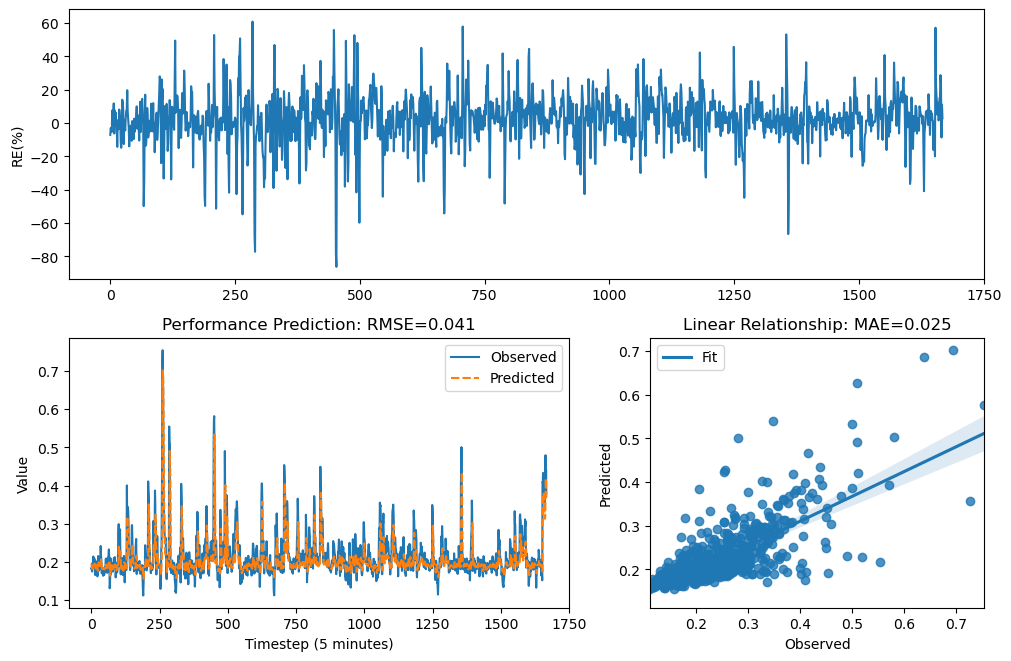 RE(%)
60
40
20
0
−20
−40
−60
−80
0 250 500 750 1000 1250 1500 1750
Performance Prediction: RMSE=0.041
Value
0.7
0.6
0.5
0.4
0.3
0.2
0.1
Observed
Predicted
0 250 500 750 1000 1250 1500 1750
Timestep (5 minutes)
Linear Relationship: MAE=0.025
Predicted
0.7
0.6
0.5
0.4
0.3
0.2
Fit
0.2 0.3 0.4 0.5 0.6 0.7
Observed